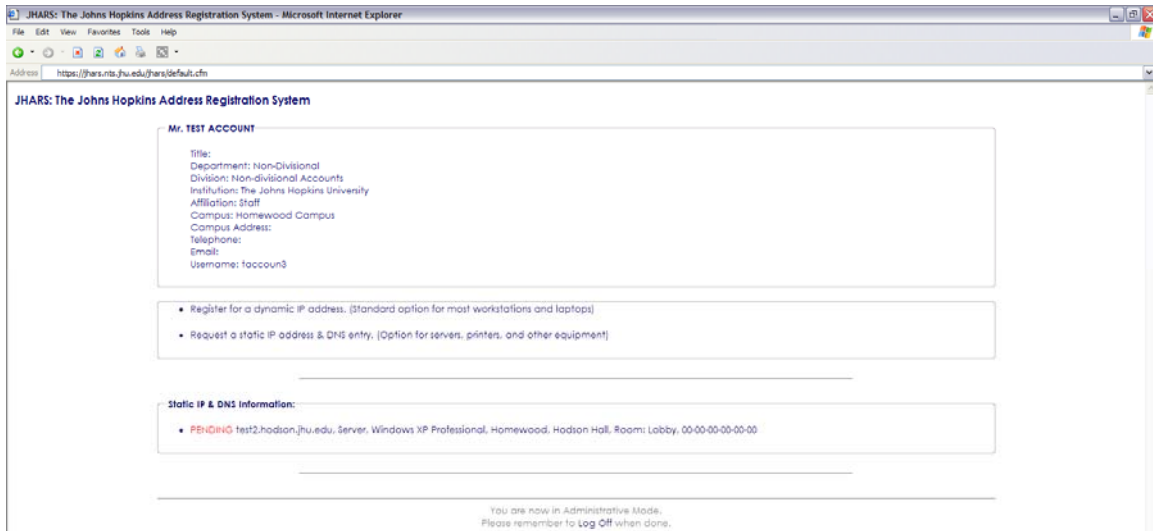 JHARS: The Johns Hopkins Address Registration System - Microsoft Internet Explorer
File Edit View Favorites Tools Help
Address https://jhars.nts.jhu.edu/jhars/default.cfm
JHARS: The Johns Hopkins Address Registration System
Mr. TEST ACCOUNT
Title:
Department: Non-Divisional
Division: Non-divisional Accounts
Institution: The Johns Hopkins University
Affiliation: Staff
Campus: Homewood Campus
Campus Address:
Telephone:
Email:
Username: taccoun3
• Register for a dynamic IP address. (Standard option for most workstations and laptops)
• Request a static IP address & DNS entry. (Option for servers, printers, and other equipment)
Static IP & DNS Information:
• PENDING test2.hodson.jhu.edu, Server, Windows XP Professional, Homewood, Hodson Hall, Room: Lobby, 00-00-00-00-00-00
You are now in Administrative Mode.
Please remember to Log Off when done.